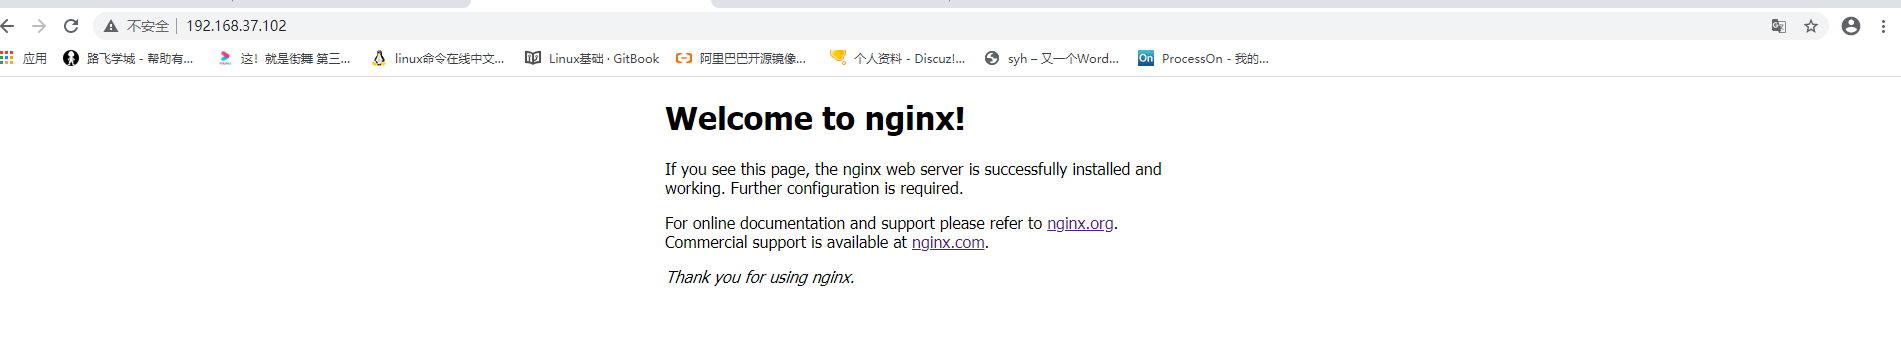 不安全 192.168.37.102
应用 路飞学城 - 帮助有... 这！就是街舞 第三... linux命令在线中文... Linux基础 · GitBook 阿里巴巴开源镜像... 个人资料 - Discuz!... syh – 又一个Word... On ProcessOn - 我的...
Welcome to nginx!
If you see this page, the nginx web server is successfully installed and
working. Further configuration is required.
For online documentation and support please refer to nginx.org.
Commercial support is available at nginx.com.
Thank you for using nginx.